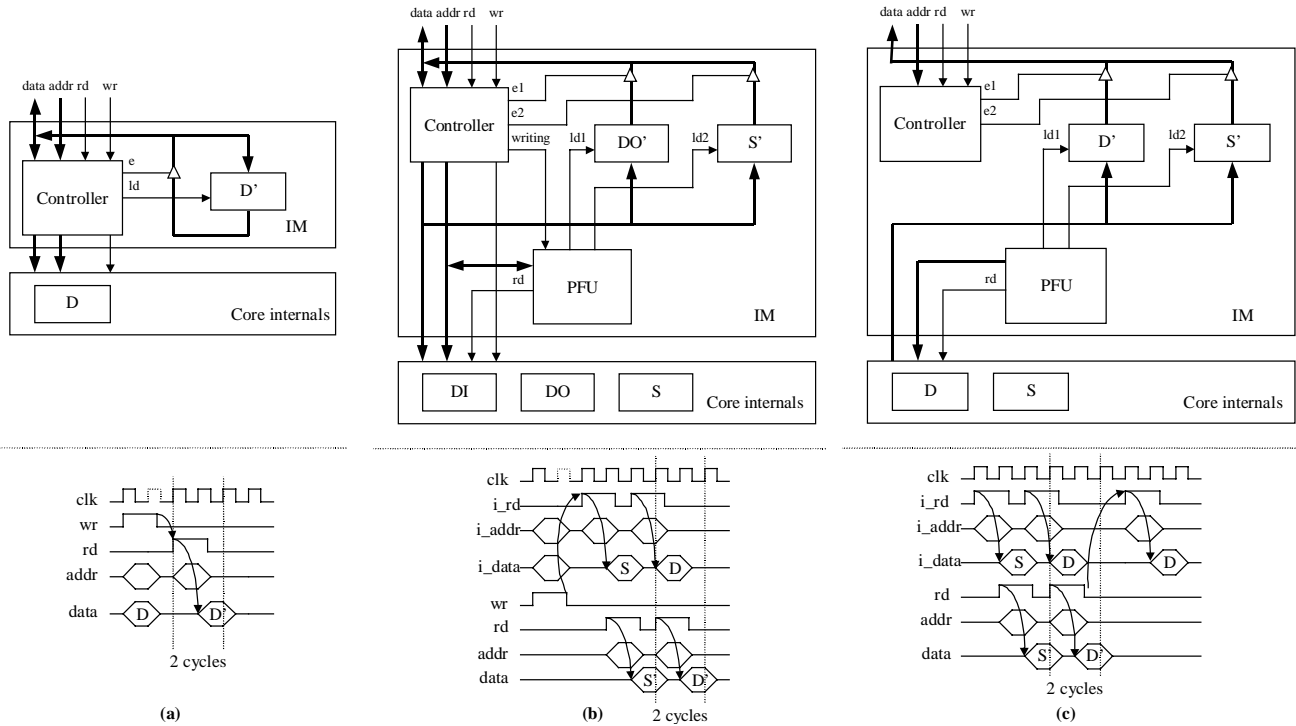 data addr rd wr
e
ld
Controller
D’
IM
D
Core internals
clk
wr
rd
addr
data
D
D’
2 cycles
(a)
data addr rd wr
e1
e2
writing
Controller
ld1
DO’
ld2
S’
rd
PFU
IM
DI
DO
S
Core internals
clk
i_rd
i_addr
i_data
S
D
wr
rd
addr
data
S’
D’
2 cycles
(b)
data addr rd wr
e1
e2
Controller
ld1
D’
ld2
S’
rd
PFU
IM
D
S
Core internals
clk
i_rd
i_addr
i_data
S
D
D
rd
addr
data
S’
D’
2 cycles
(c)